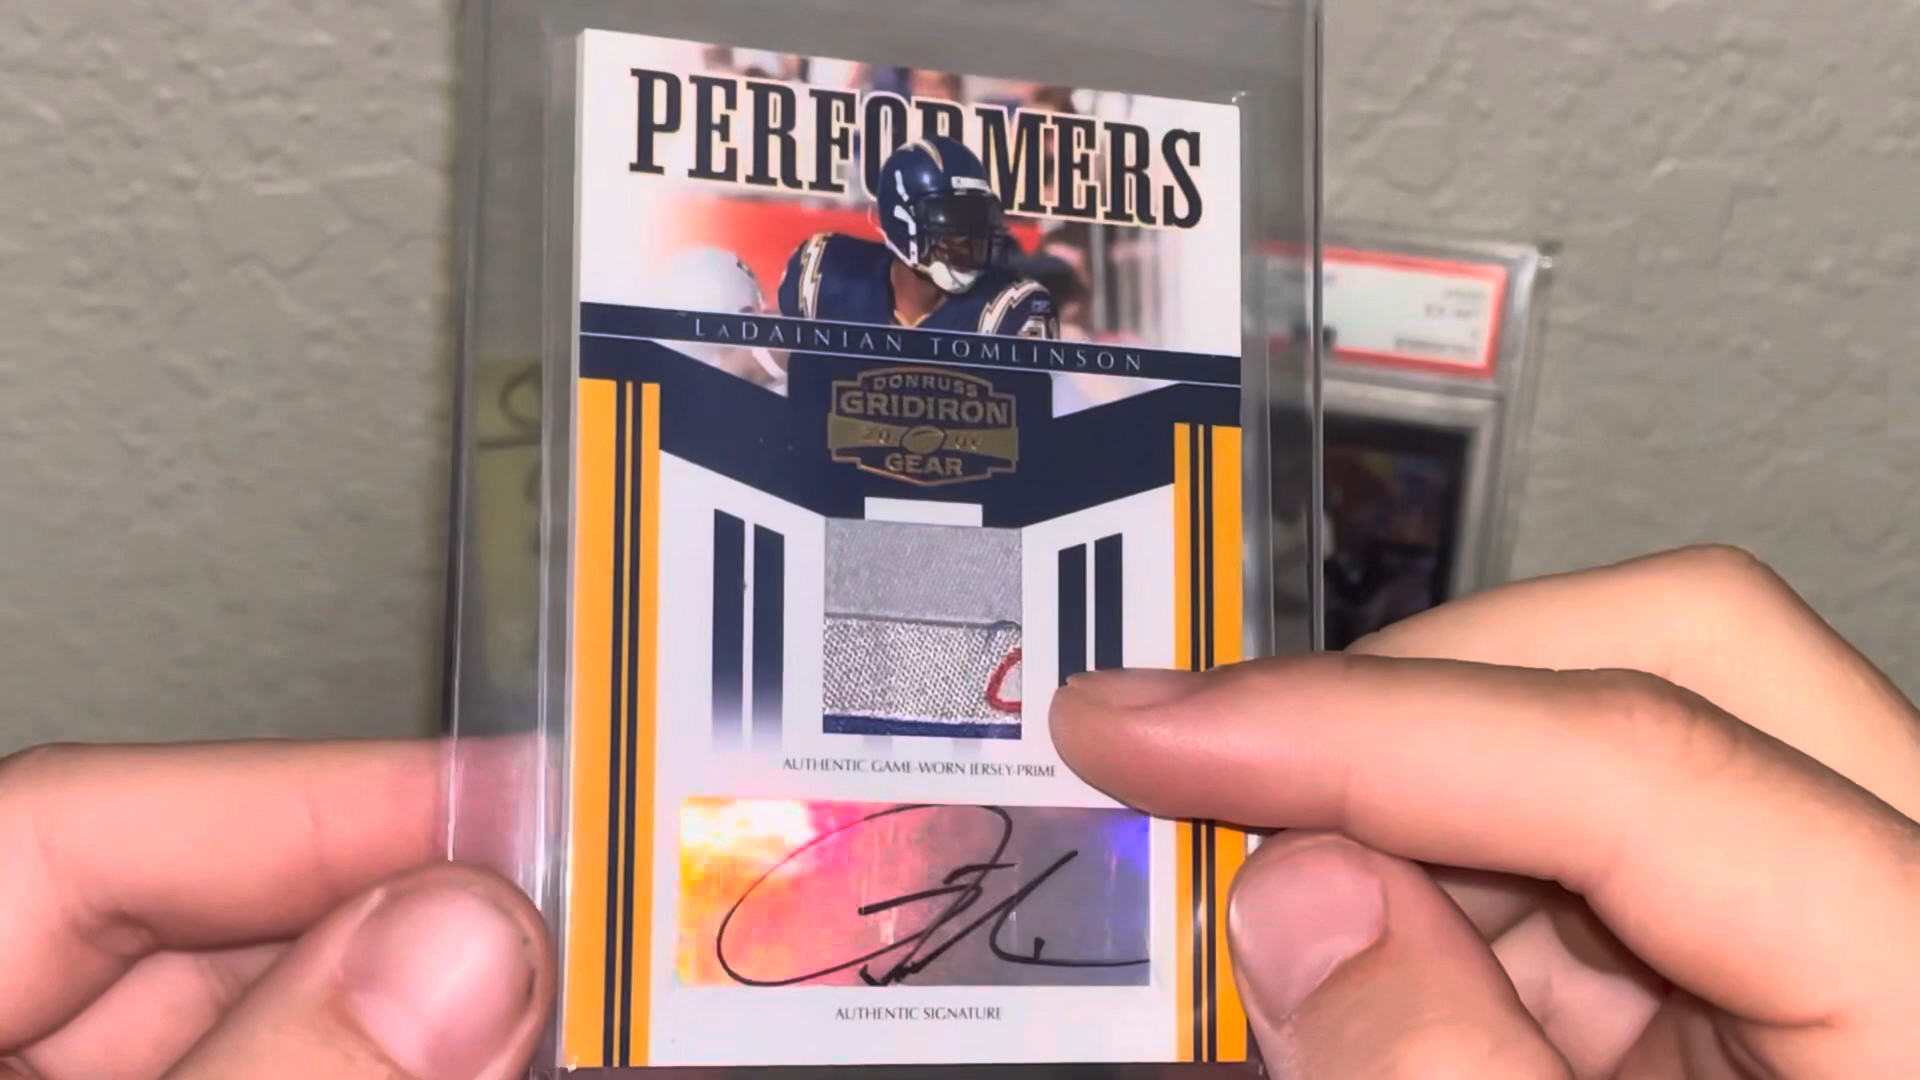 PERFORMERS
LaDAINIAN TOMLINSON
DONRUSS
GRIDIRON
GEAR
AUTHENTIC GAME-WORN JERSEY-PRIME
AUTHENTIC SIGNATURE